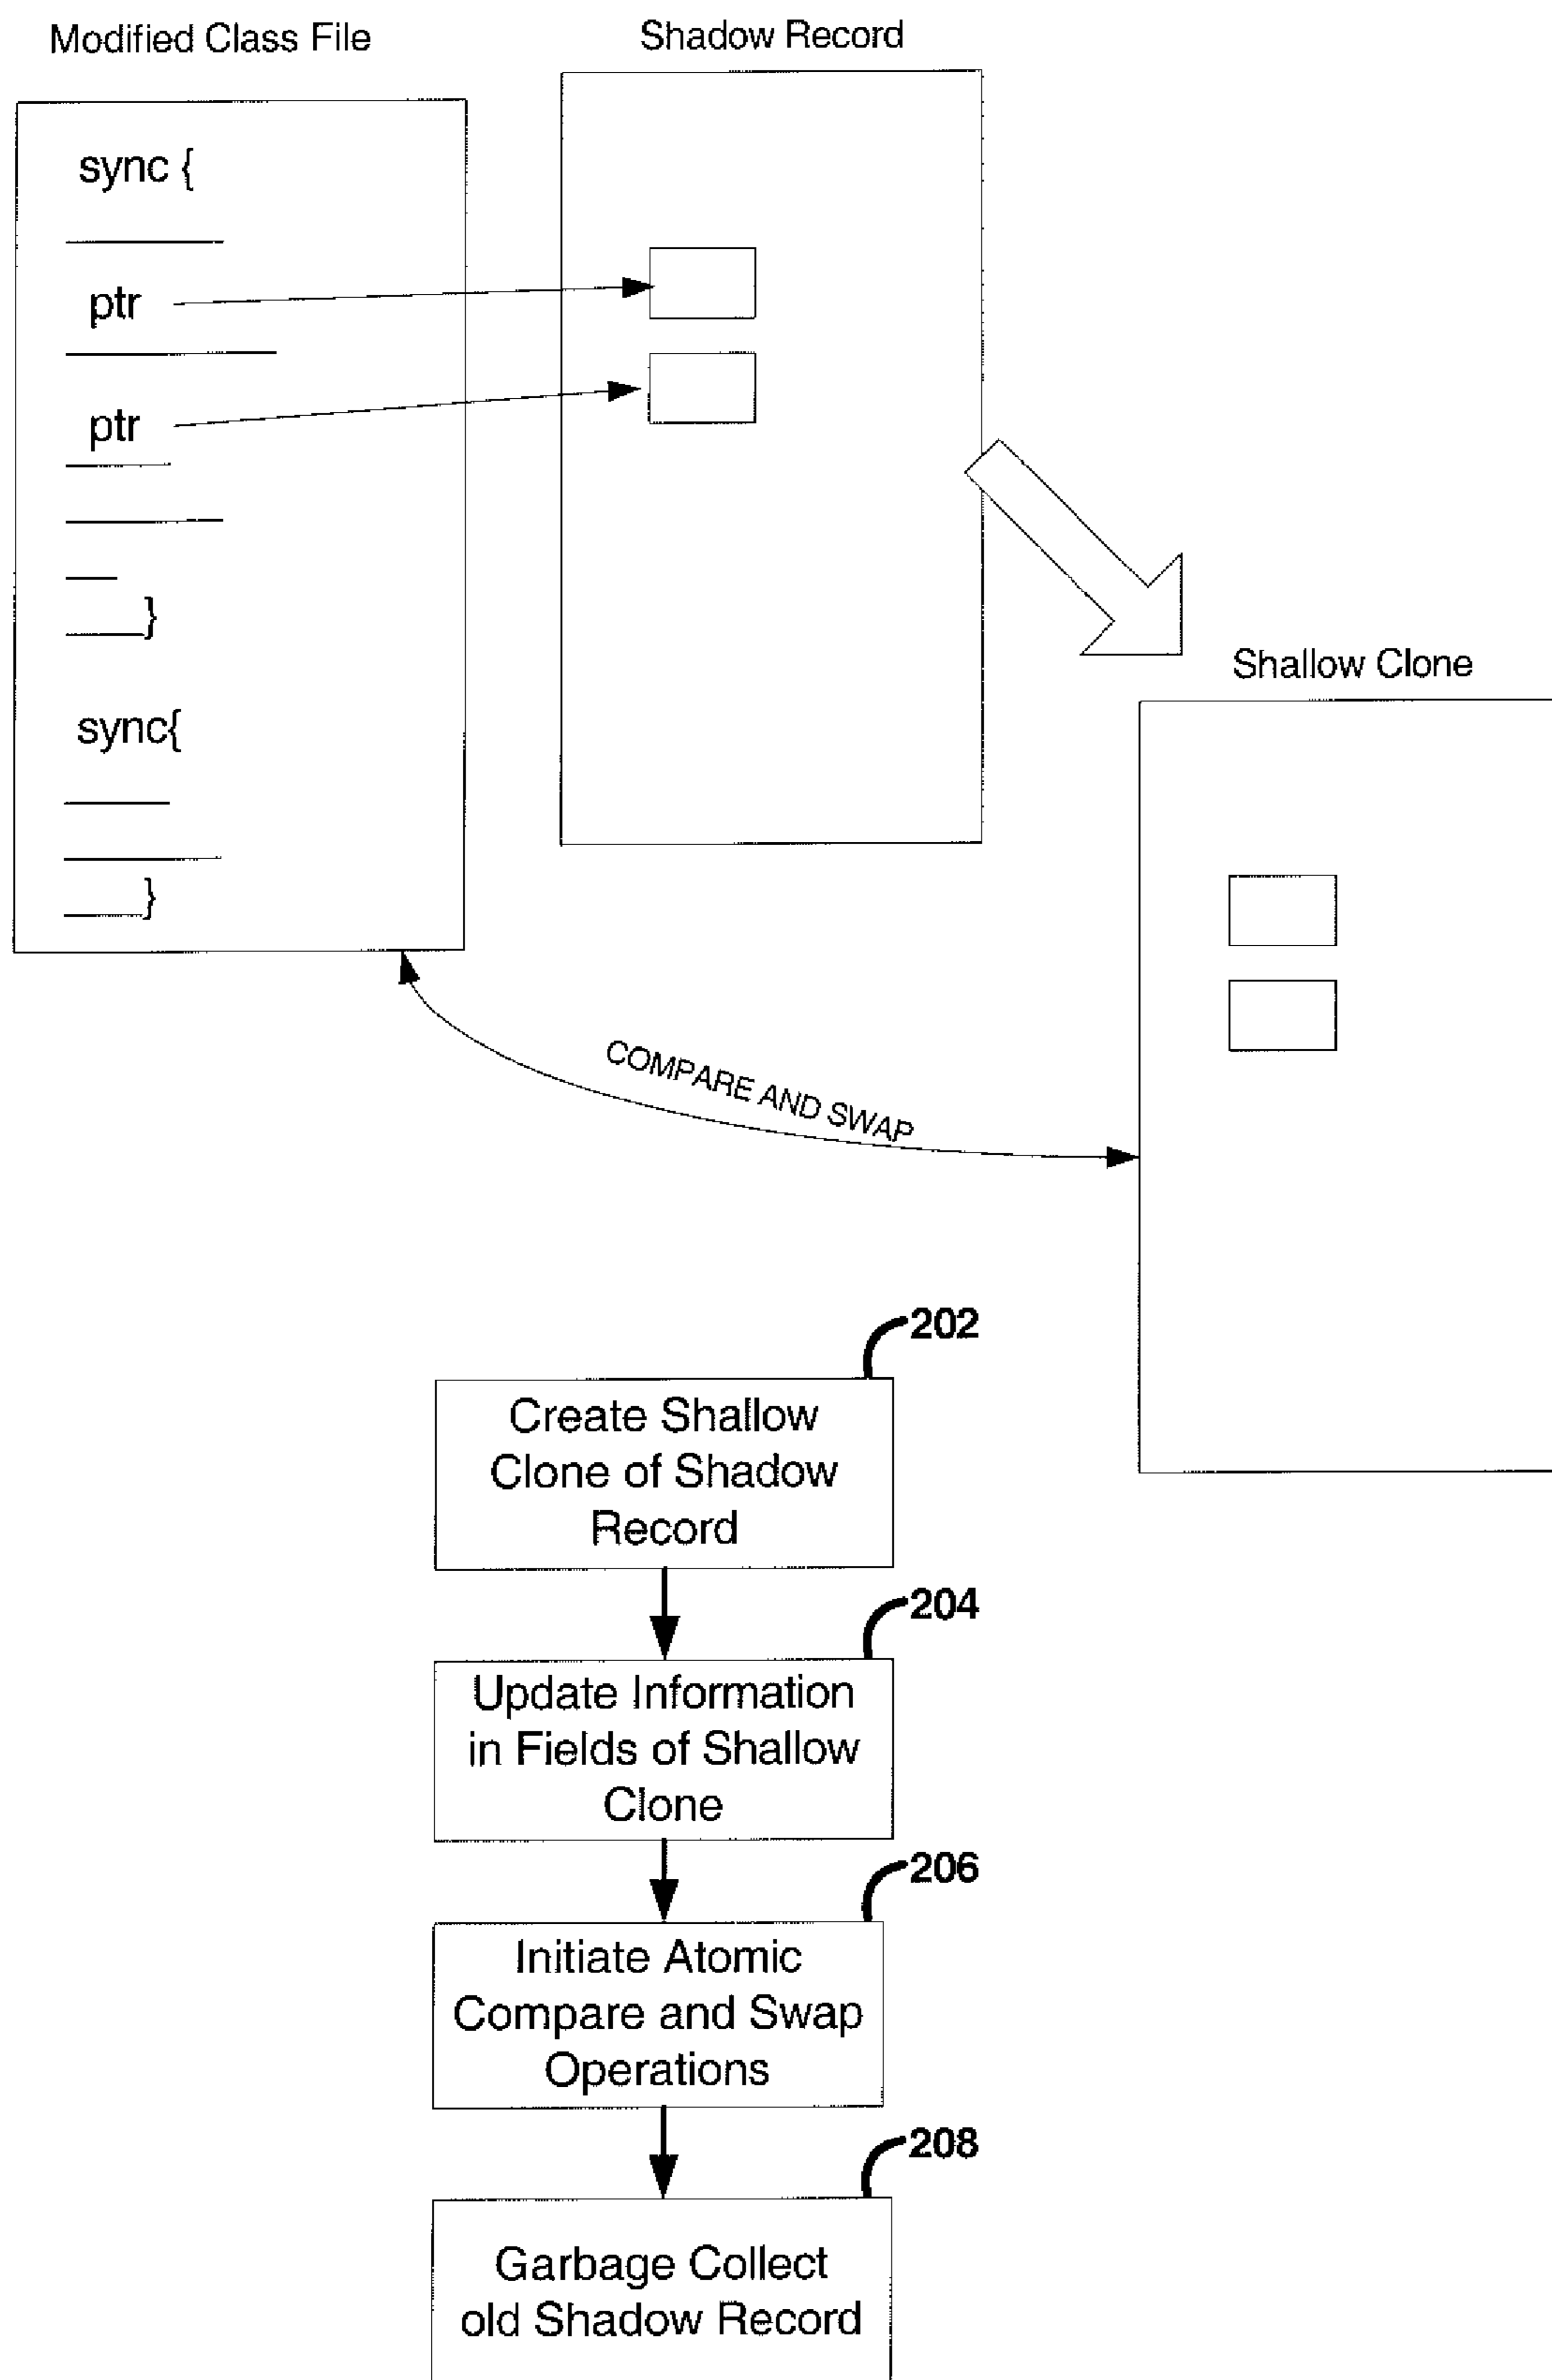 Modified Class File
Shadow Record
sync {
ptr
ptr
}
sync{
}
Shallow Clone
COMPARE AND SWAP
202
Create Shallow
Clone of Shadow
Record
204
Update Information
in Fields of Shallow
Clone
206
Initiate Atomic
Compare and Swap
Operations
208
Garbage Collect
old Shadow Record